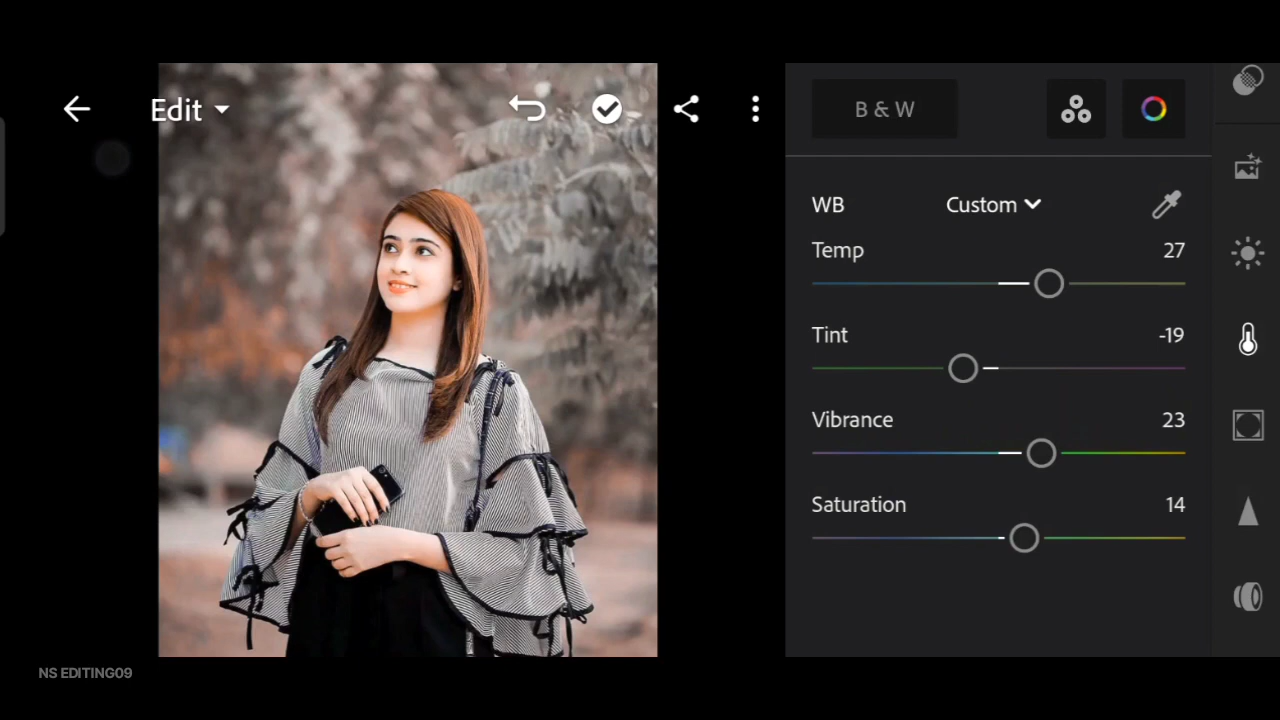 Edit
B & W
WB Custom
Temp 27
Tint -19
Vibrance 23
Saturation 14
NS EDITING09